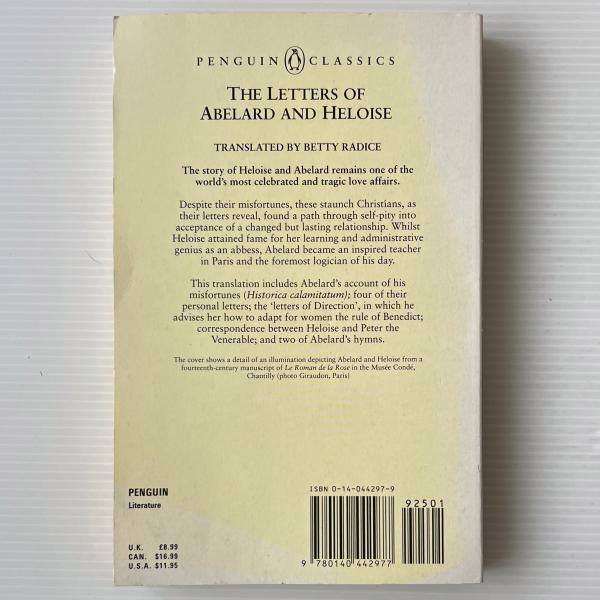 PENGUIN CLASSICS
THE LETTERS OF
ABELARD AND HELOISE
TRANSLATED BY BETTY RADICE
The story of Heloise and Abelard remains one of the
world's most celebrated and tragic love affairs.
Despite their misfortunes, these staunch Christians, as
their letters reveal, found a path through self-pity into
acceptance of a changed but lasting relationship. Whilst
Heloise attained fame for her learning and administrative
genius as an abbess, Abelard became an inspired teacher
in Paris and the foremost logician of his day.
This translation includes Abelard's account of his
misfortunes (Historica calamitatum); four of their
personal letters; the 'letters of Direction', in which he
advises her how to adapt for women the rule of Benedict;
correspondence between Heloise and Peter the
Venerable; and two of Abelard's hymns.
The cover shows a detail of an illumination depicting Abelard and Heloise from a
fourteenth-century manuscript of Le Roman de la Rose in the Musée Condé,
Chantilly (photo Giraudon, Paris)
PENGUIN
Literature
U.K. £8.99
CAN. $16.99
U.S.A. $11.95
ISBN 0-14-044297-9
92501
9 780140 442977